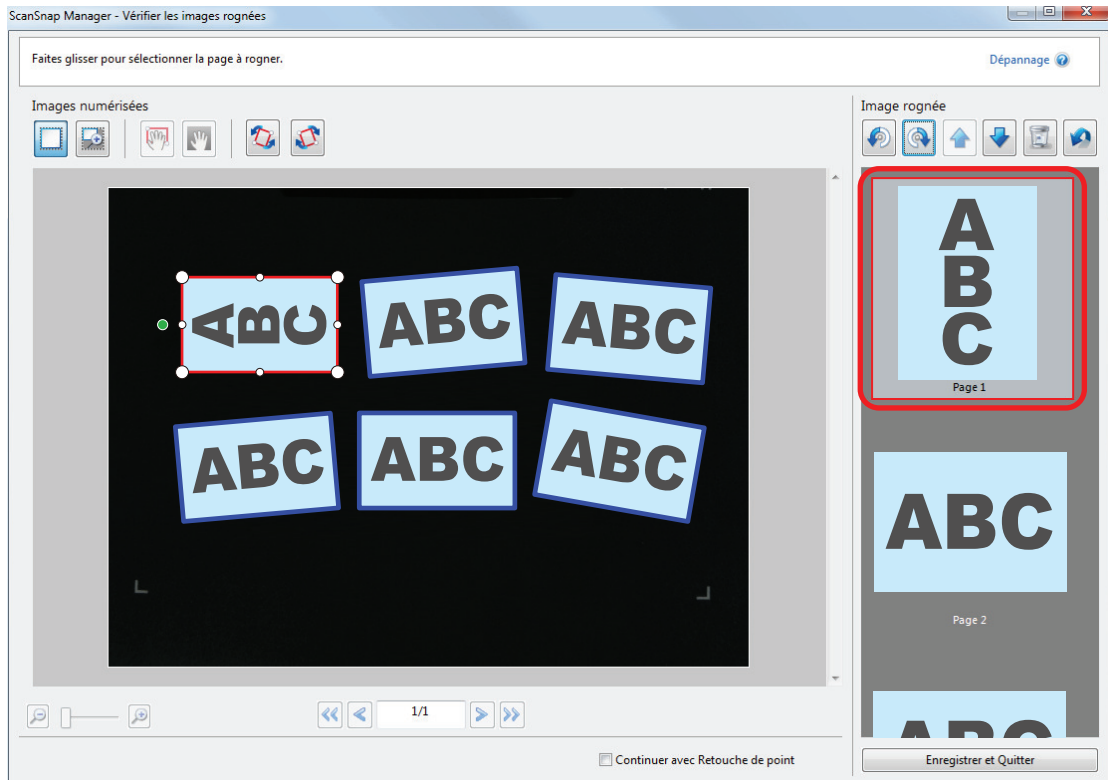 ScanSnap Manager - Vérifier les images rognées
Faites glisser pour sélectionner la page à rogner.
Dépannage
Images numérisées
Image rognée
ABC
ABC
ABC
ABC
ABC
ABC
1/1
Continuer avec Retouche de point
A
B
C
Page 1
ABC
Page 2
ABC
Enregistrer et Quitter